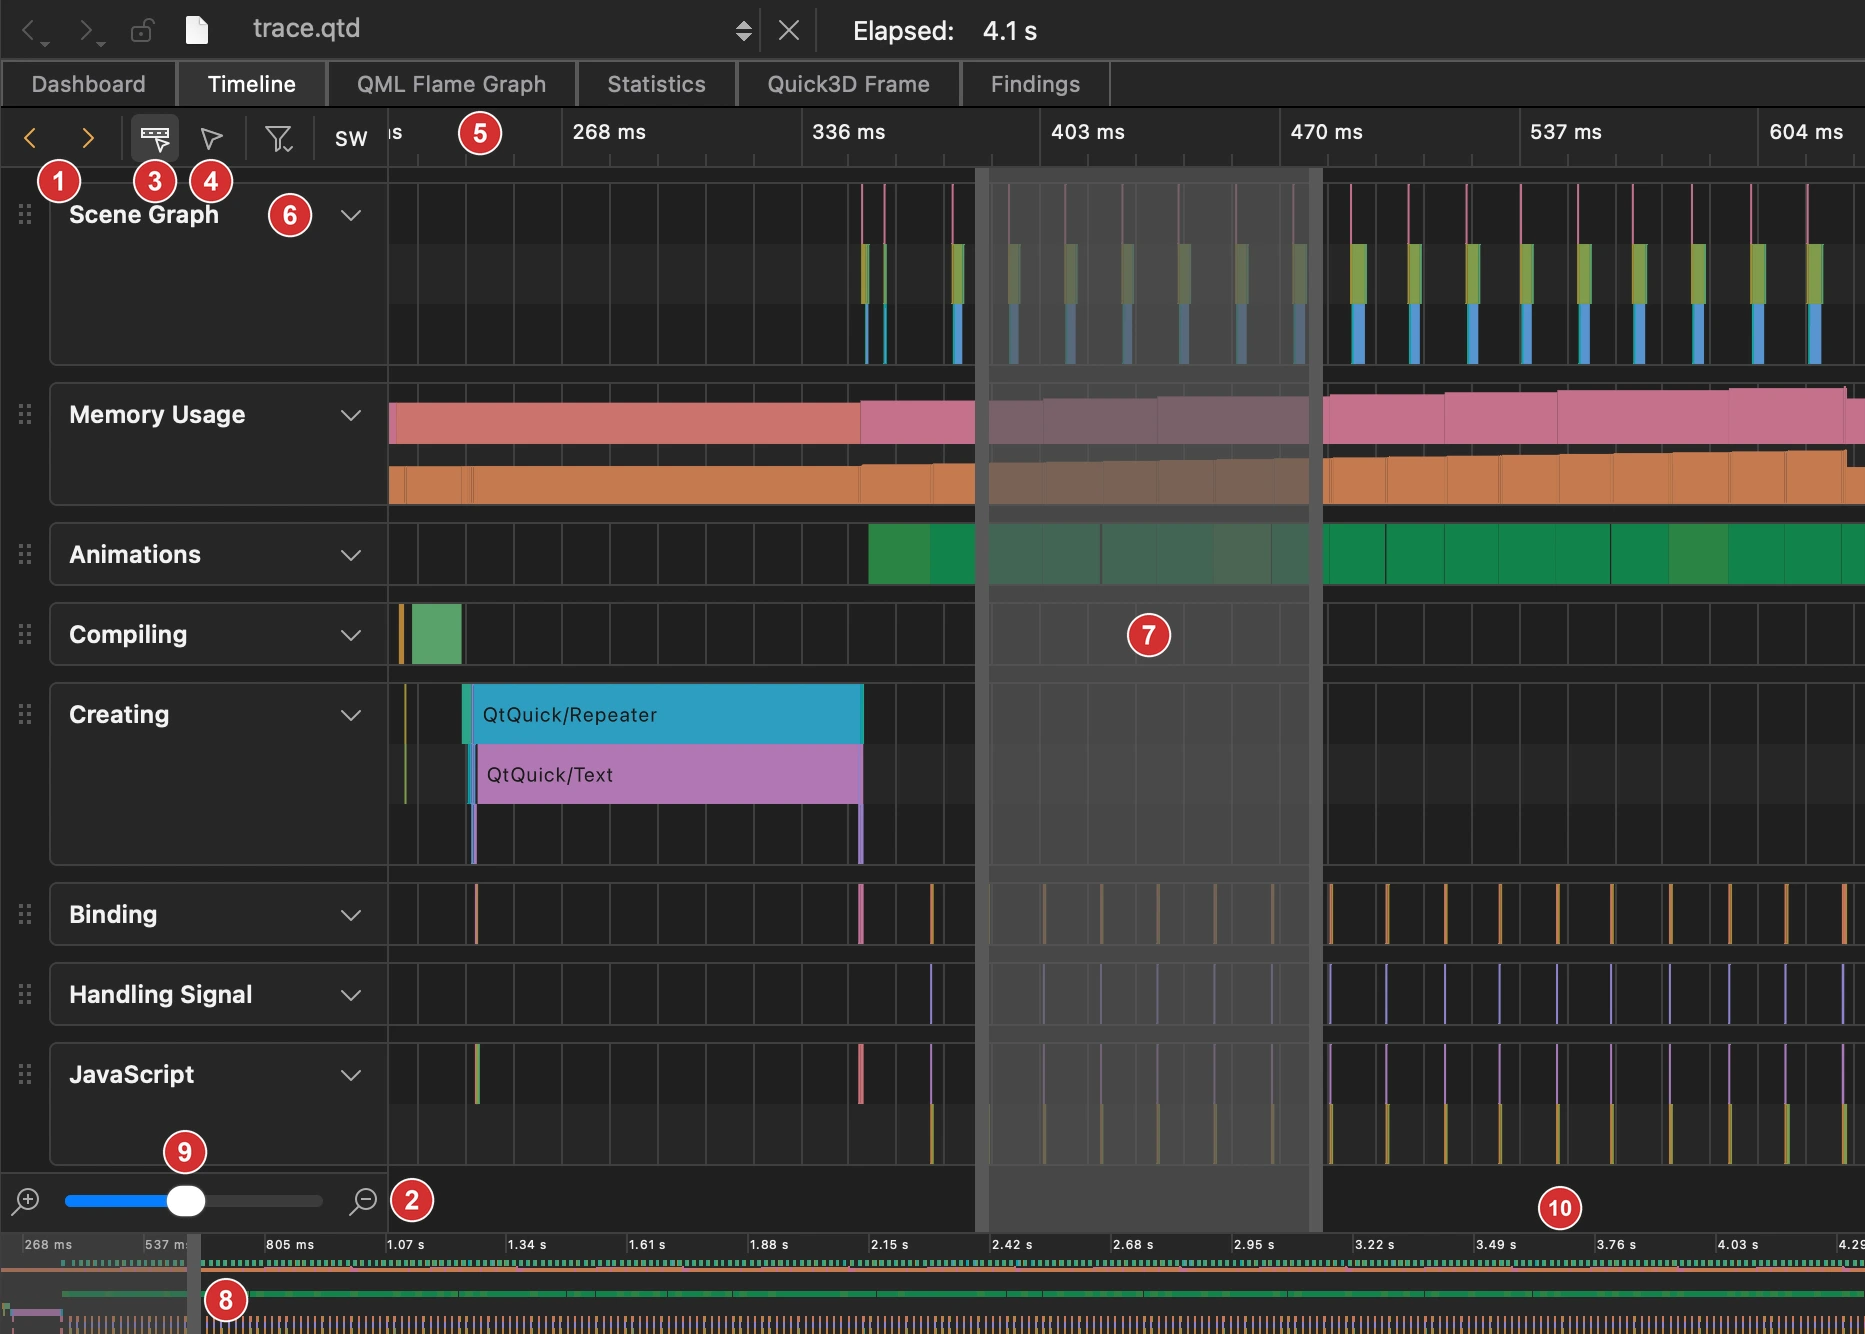 trace.qtd
Elapsed: 4.1 s
Dashboard
Timeline
QML Flame Graph
Statistics
Quick3D Frame
Findings
SW
5
268 ms
336 ms
403 ms
470 ms
537 ms
604 ms
1
3
4
Scene Graph
6
Memory Usage
Animations
Compiling
7
Creating
QtQuick/Repeater
QtQuick/Text
Binding
Handling Signal
JavaScript
9
2
10
268 ms
537 ms
805 ms
1.07 s
1.34 s
1.61 s
1.88 s
2.15 s
2.42 s
2.68 s
2.95 s
3.22 s
3.49 s
3.76 s
4.03 s
4.29
8